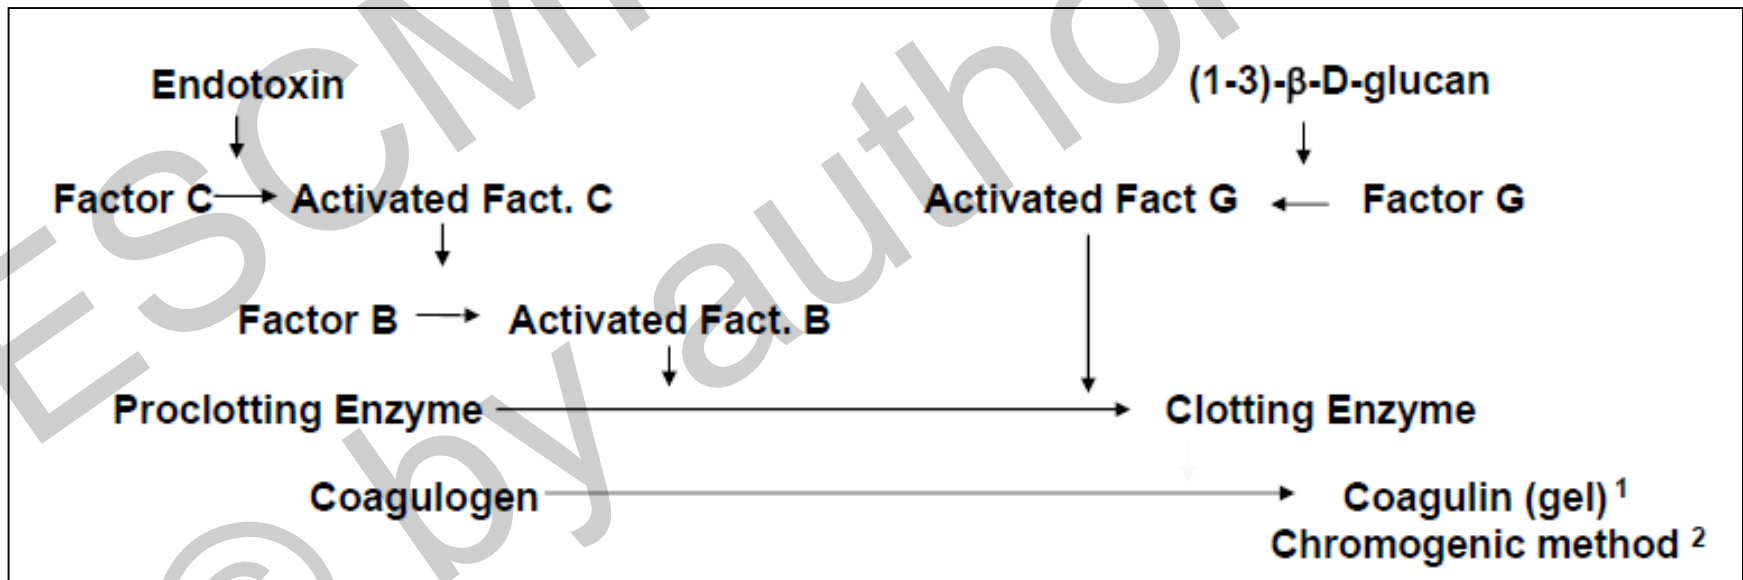 Endotoxin
(1-3)-β-D-glucan
Factor C
Activated Fact. C
Activated Fact G
Factor G
Factor B
Activated Fact. B
Proclotting Enzyme
Clotting Enzyme
Coagulogen
Coagulin (gel) 1
Chromogenic method 2
ESCM
© by author